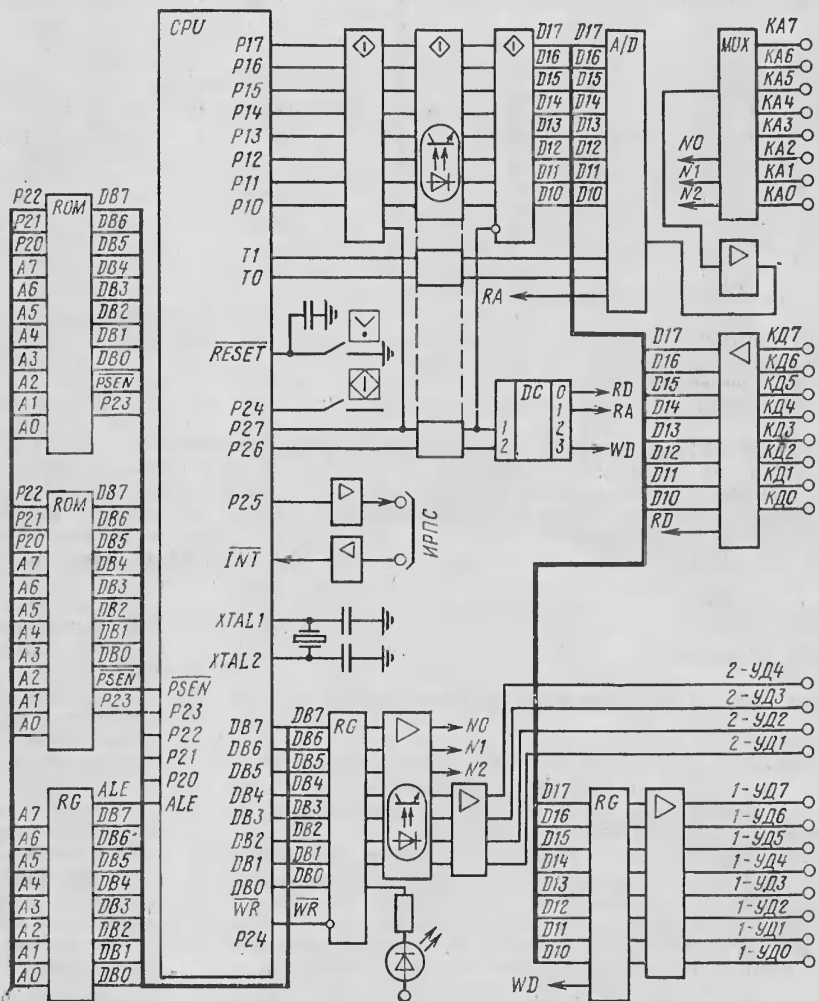 CPU
P17
P16
P15
P14
P13
P12
P11
P10
T1
T0
RESET
P24
P27
P26
P25
INT
XTAL1
XTAL2
PSEN
P23
P22
P21
P20
ALE
DB7
DB6
DB5
DB4
DB3
DB2
DB1
DB0
WR
P24
ROM
P22
P21
P20
A7
A6
A5
A4
A3
A2
A1
A0
DB7
DB6
DB5
DB4
DB3
DB2
DB1
DB0
PSEN
P23
ROM
P22
P21
P20
A7
A6
A5
A4
A3
A2
A1
A0
DB7
DB6
DB5
DB4
DB3
DB2
DB1
DB0
PSEN
P23
RG
A7
A6
A5
A4
A3
A2
A1
A0
ALE
DB7
DB6
DB5
DB4
DB3
DB2
DB1
DB0
D17 D17
D16 D16
D15 D15
D14 D14
D13 D13
D12 D12
D11 D11
D10 D10
A/D
RA
MUX
KA7
KA6
KA5
KA4
KA3
KA2
KA1
KA0
N0
N1
N2
DC
1
2
0
1
2
3
RD
RA
WD
ИРПС
D17
D16
D15
D14
D13
D12
D11
D10
RD
КД7
КД6
КД5
КД4
КД3
КД2
КД1
КД0
DB7
DB6
DB5
DB4
DB3
DB2
DB1
DB0
WR
RG
N0
N1
N2
2-УД4
2-УД3
2-УД2
2-УД1
D17
D16
D15
D14
D13
D12
D11
D10
WD
RG
1-УД7
1-УД6
1-УД5
1-УД4
1-УД3
1-УД2
1-УД1
1-УД0